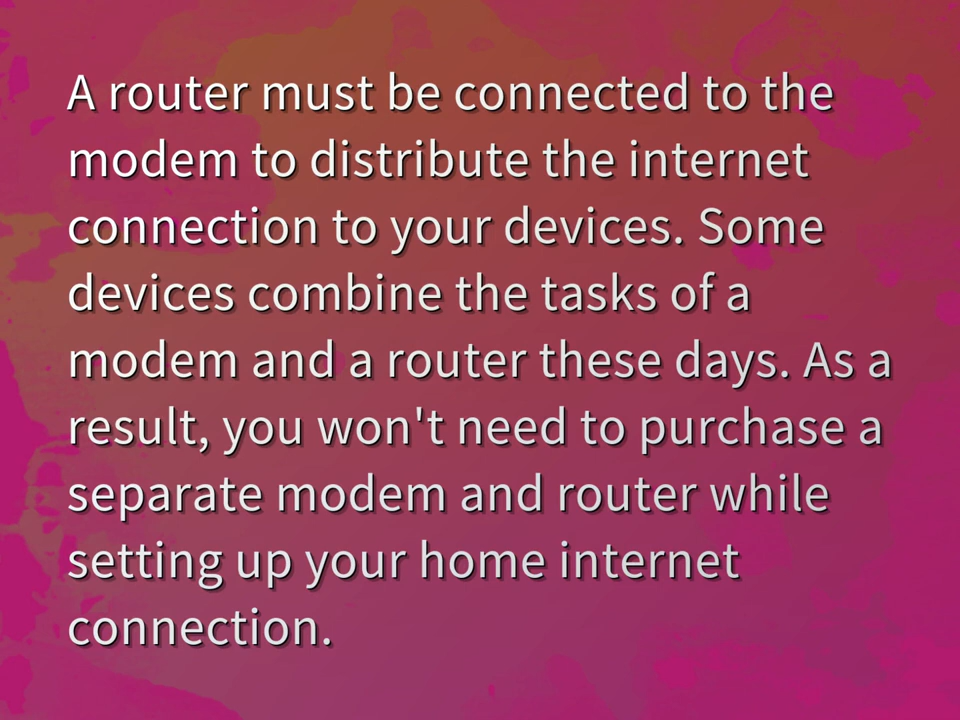 A router must be connected to the
modem to distribute the internet
connection to your devices. Some
devices combine the tasks of a
modem and a router these days. As a
result, you won't need to purchase a
separate modem and router while
setting up your home internet
connection.